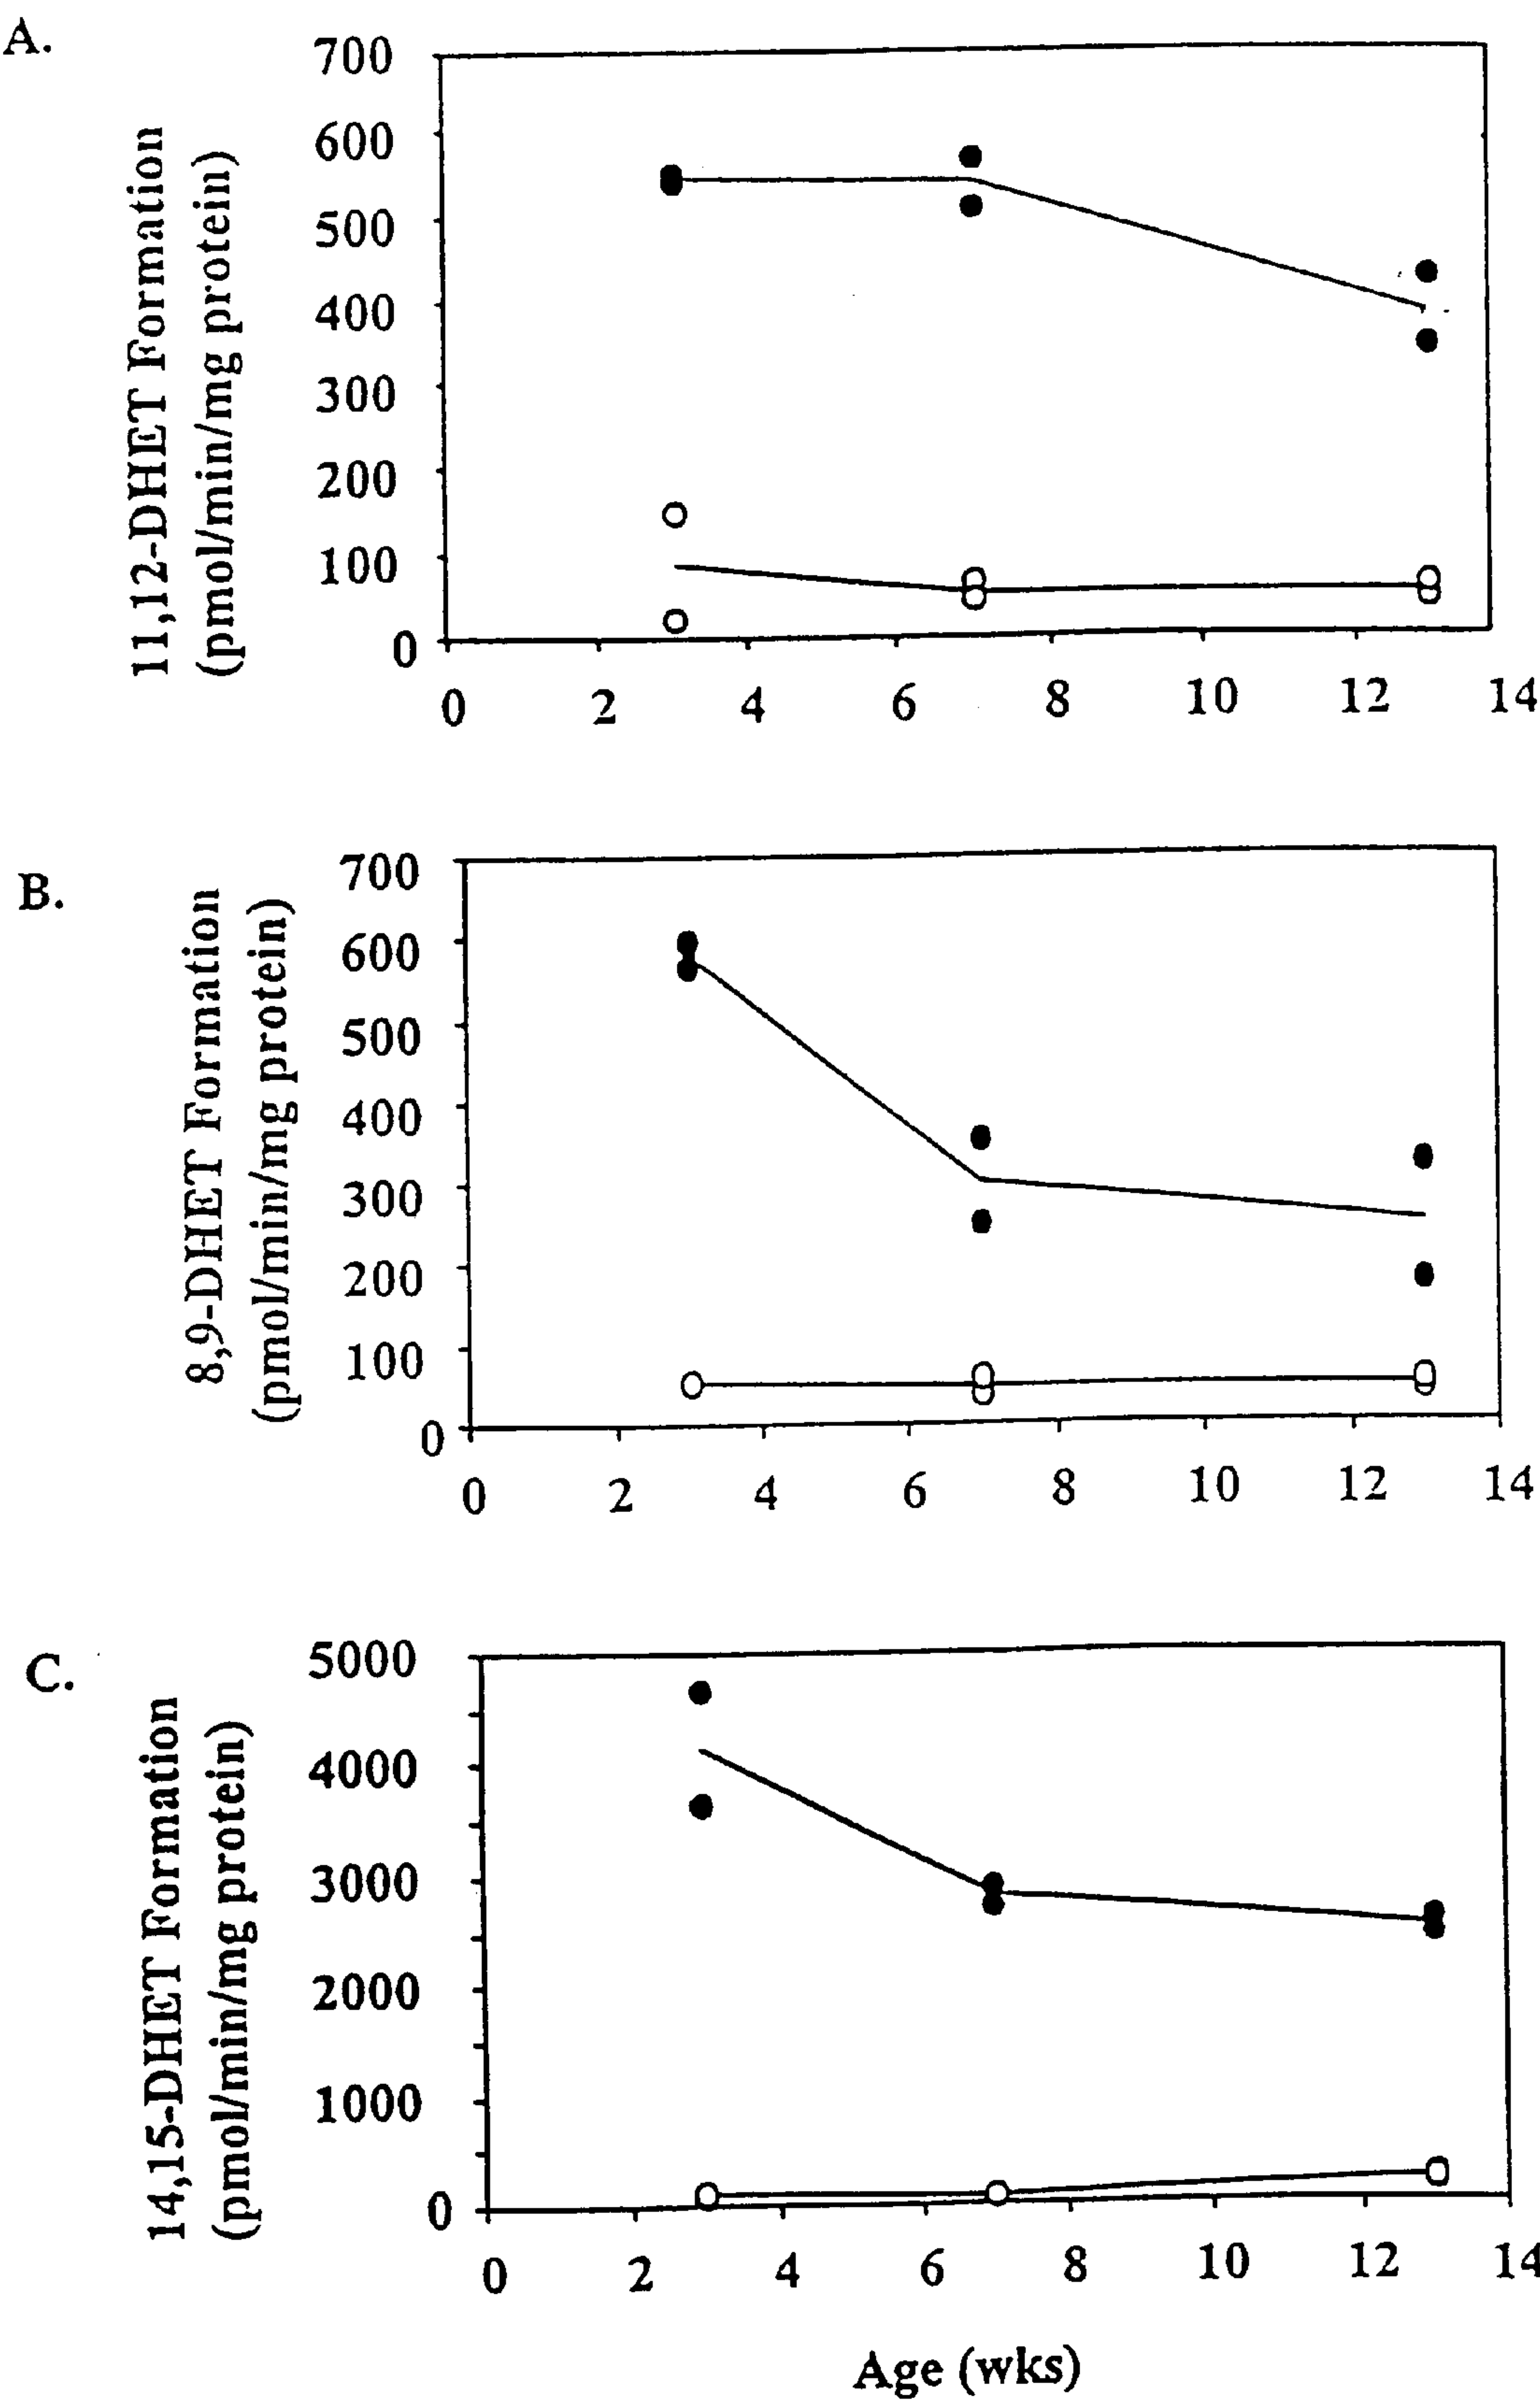 A.
11,12-DHET Formation
(pmol/min/mg protein)
700
600
500
400
300
200
100
0
0 2 4 6 8 10 12 14
B.
8,9-DHET Formation
(pmol/min/mg protein)
700
600
500
400
300
200
100
0
0 2 4 6 8 10 12 14
C.
14,15-DHET Formation
(pmol/min/mg protein)
5000
4000
3000
2000
1000
0
0 2 4 6 8 10 12 14
Age (wks)